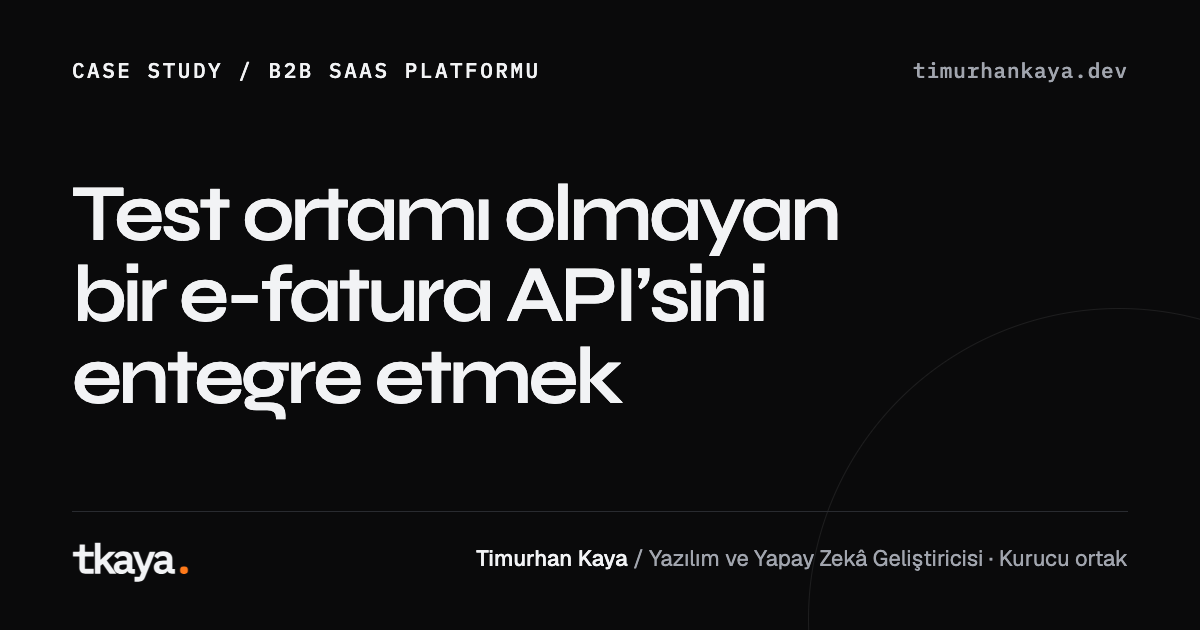 CASE STUDY / B2B SAAS PLATFORMU
timurhankaya.dev
Test ortamı olmayan
bir e-fatura API’sini
entegre etmek
tkaya.
Timurhan Kaya / Yazılım ve Yapay Zekâ Geliştiricisi · Kurucu ortak